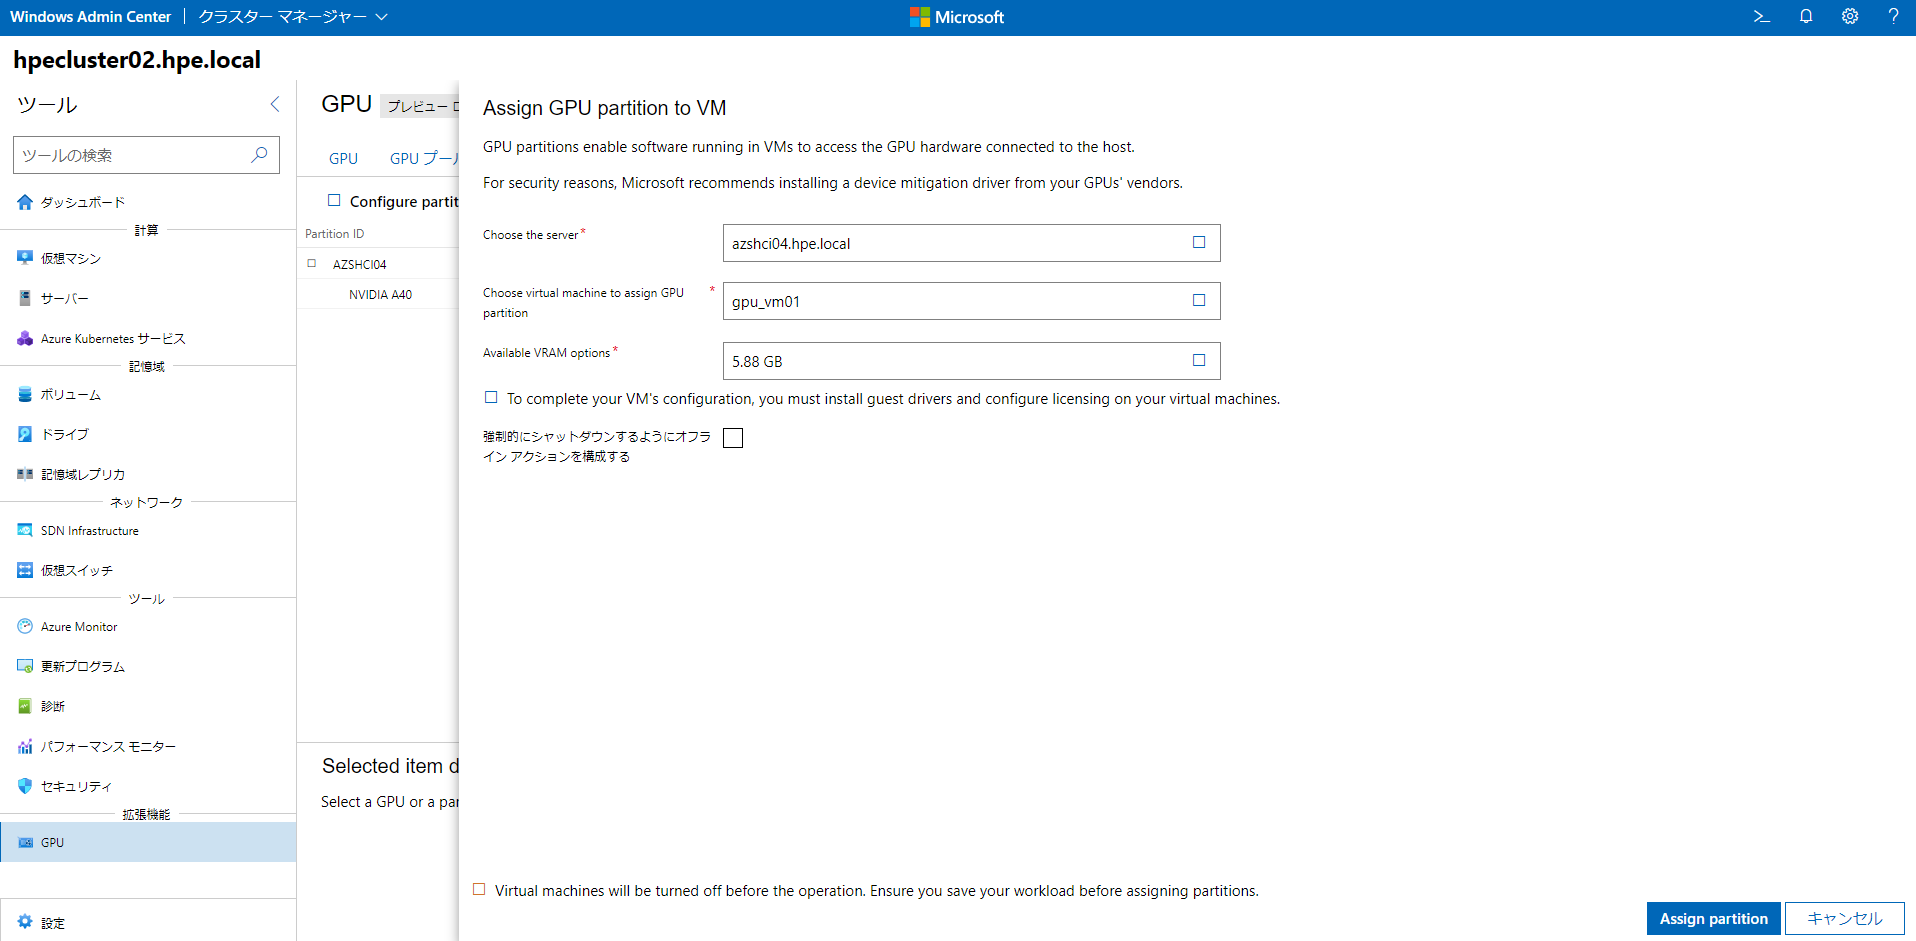 Windows Admin Center
クラスター マネージャー
Microsoft
hpecluster02.hpe.local
ツール
ツールの検索
ダッシュボード
計算
仮想マシン
サーバー
Azure Kubernetes サービス
記憶域
ボリューム
ドライブ
記憶域レプリカ
ネットワーク
SDN Infrastructure
仮想スイッチ
ツール
Azure Monitor
更新プログラム
診断
パフォーマンス モニター
セキュリティ
拡張機能
GPU
設定
GPU
プレビュー
GPU
GPU プール
Configure partit
Partition ID
AZSHCI04
NVIDIA A40
Selected item d
Select a GPU or a par
Assign GPU partition to VM
GPU partitions enable software running in VMs to access the GPU hardware connected to the host.
For security reasons, Microsoft recommends installing a device mitigation driver from your GPUs' vendors.
Choose the server*
azshci04.hpe.local
Choose virtual machine to assign GPU *
partition
gpu_vm01
Available VRAM options*
5.88 GB
To complete your VM's configuration, you must install guest drivers and configure licensing on your virtual machines.
強制的にシャットダウンするようにオフラ
イン アクションを構成する
Virtual machines will be turned off before the operation. Ensure you save your workload before assigning partitions.
Assign partition
キャンセル